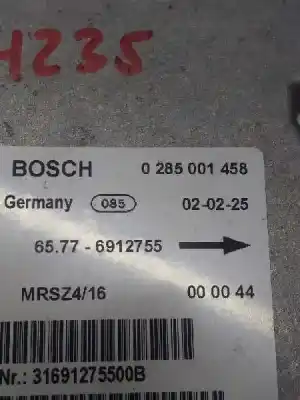 H235
BOSCH 0 285 001 458
Germany 085 02-02-25
65.77 - 6912755
MRSZ4/16 00 00 44
Nr.: 31691275500B